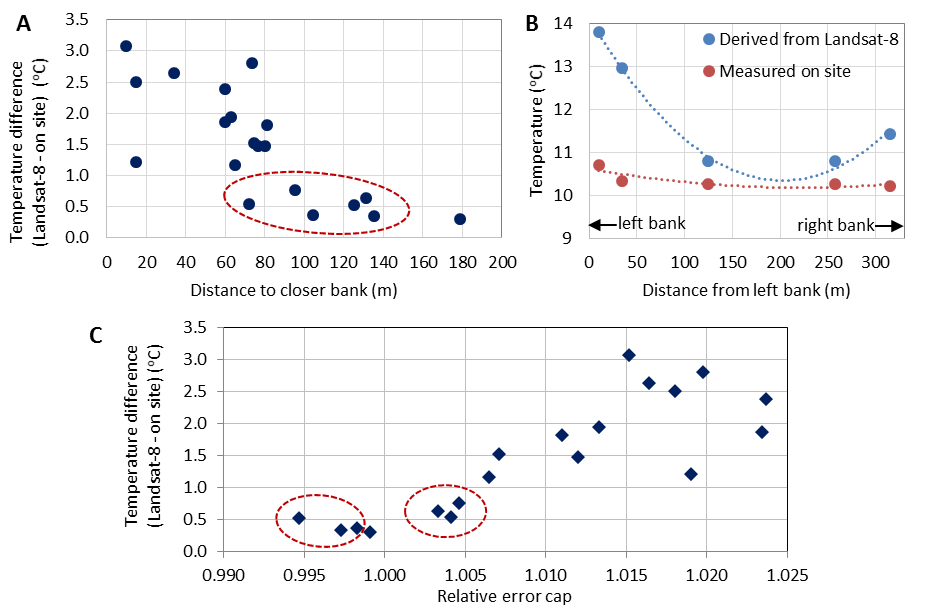 A
Temperature difference
(Landsat-8 - on site) (°C)
3.5
3.0
2.5
2.0
1.5
1.0
0.5
0.0
0 20 40 60 80 100 120 140 160 180 200
Distance to closer bank (m)
B
Temperature (°C)
14
13
12
11
10
9
Derived from Landsat-8
Measured on site
left bank
right bank
0 50 100 150 200 250 300
Distance from left bank (m)
C
Temperature difference
(Landsat-8 - on site) (°C)
3.5
3.0
2.5
2.0
1.5
1.0
0.5
0.0
0.990 0.995 1.000 1.005 1.010 1.015 1.020 1.025
Relative error cap